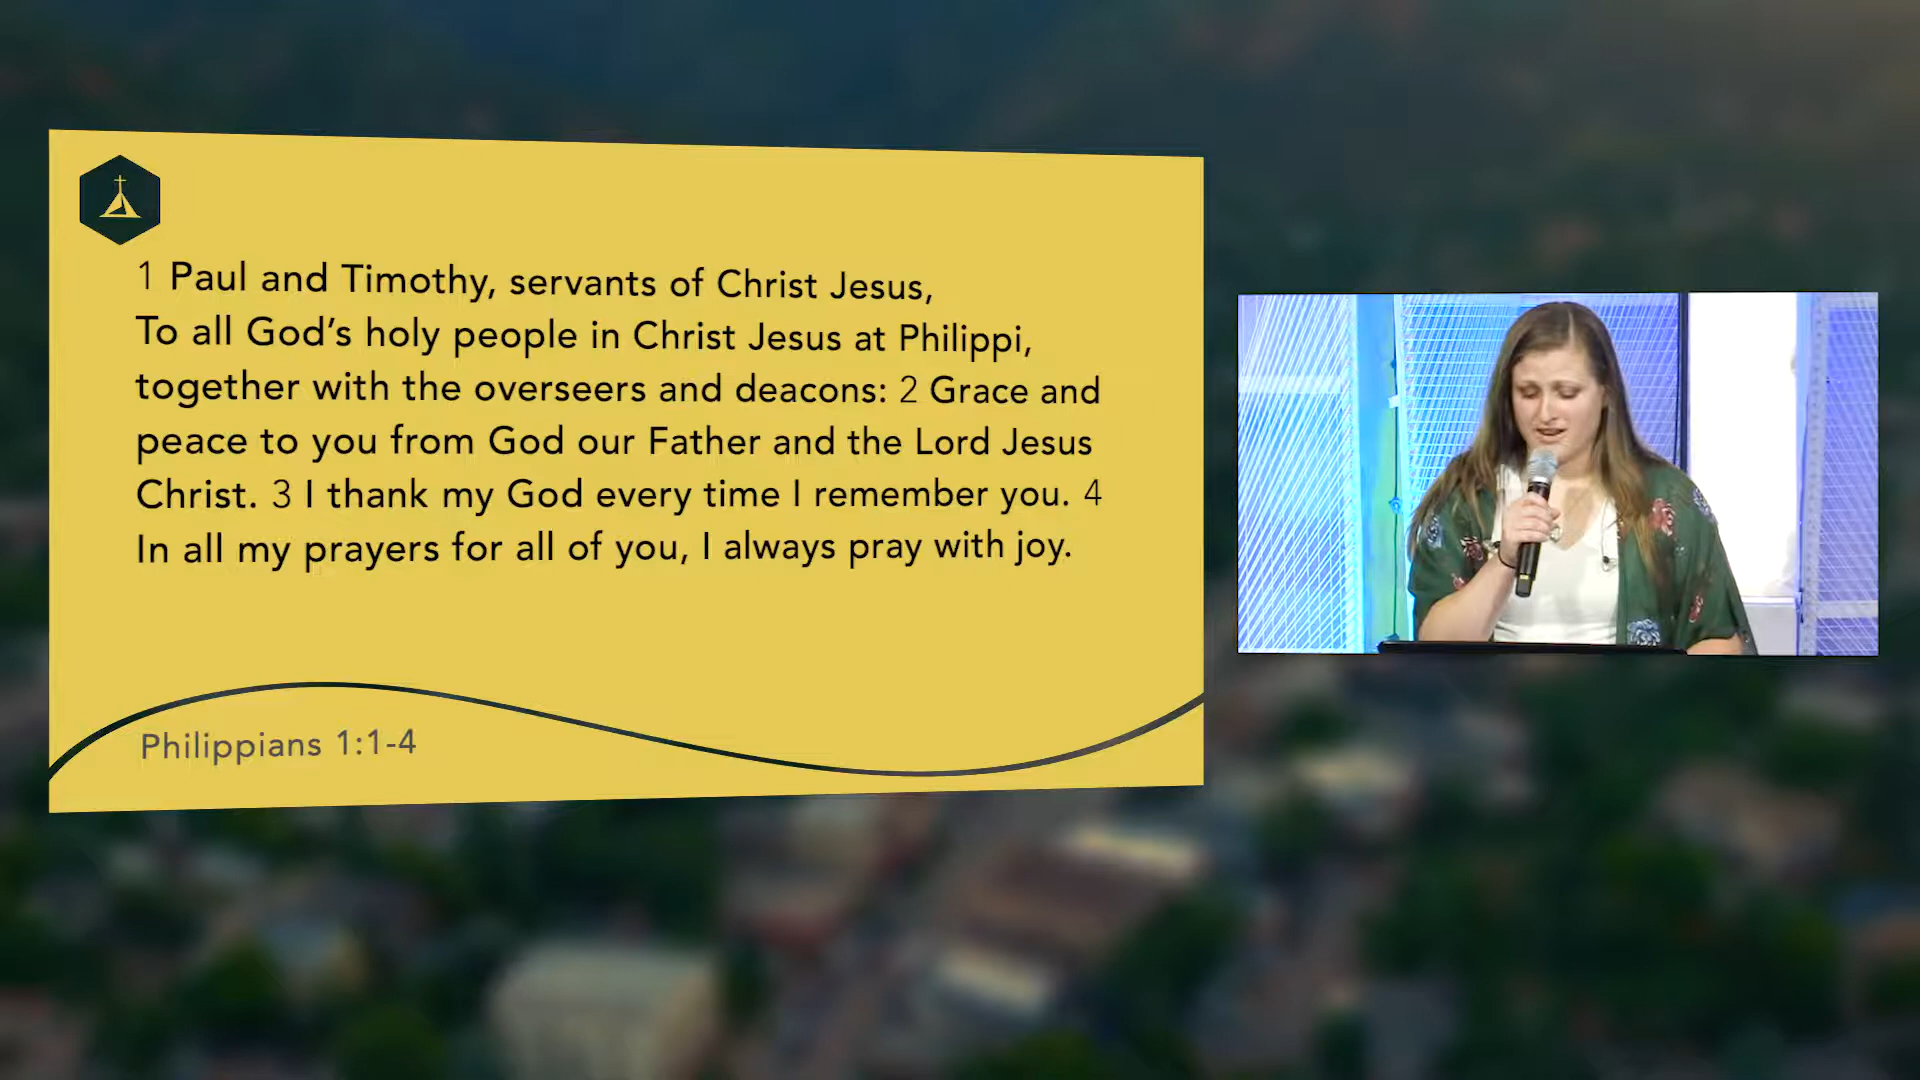 1 Paul and Timothy, servants of Christ Jesus,
To all God’s holy people in Christ Jesus at Philippi,
together with the overseers and deacons: 2 Grace and
peace to you from God our Father and the Lord Jesus
Christ. 3 I thank my God every time I remember you. 4
In all my prayers for all of you, I always pray with joy.
Philippians 1:1-4